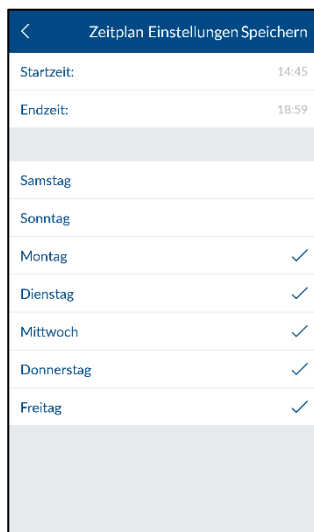 Zeitplan Einstellungen Speichern
Startzeit: 14:45
Endzeit: 18:59
Samstag
Sonntag
Montag
Dienstag
Mittwoch
Donnerstag
Freitag